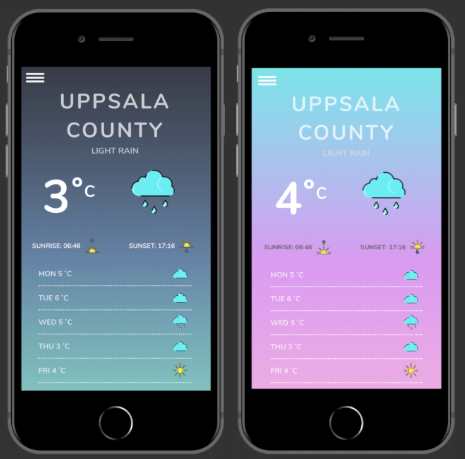 UPPSALA
COUNTY
LIGHT RAIN
3°C
SUNRISE: 06:46 SUNSET: 17:16
MON 5 °C
TUE 6 °C
WED 5 °C
THU 3 °C
FRI 4 °C
UPPSALA
COUNTY
LIGHT RAIN
4°C
SUNRISE: 06:46 SUNSET: 17:16
MON 5 °C
TUE 6 °C
WED 5 °C
THU 3 °C
FRI 4 °C